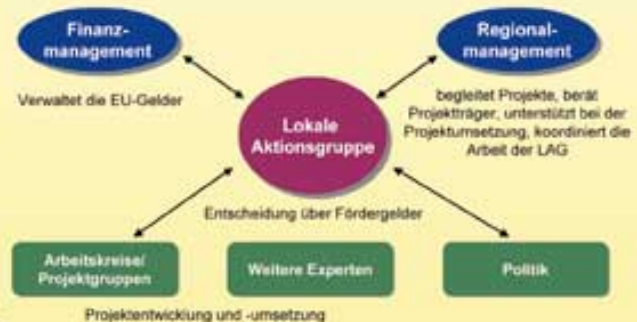 Finanz-
management
Regional-
management
Verwaltet die EU-Gelder
begleitet Projekte, berät
Projektträger, unterstützt bei der
Projektumsetzung, koordiniert die
Arbeit der LAG
Lokale
Aktionsgruppe
Entscheidung über Fördergelder
Arbeitskreise/
Projektgruppen
Weitere Experten
Politik
Projektentwicklung und -umsetzung